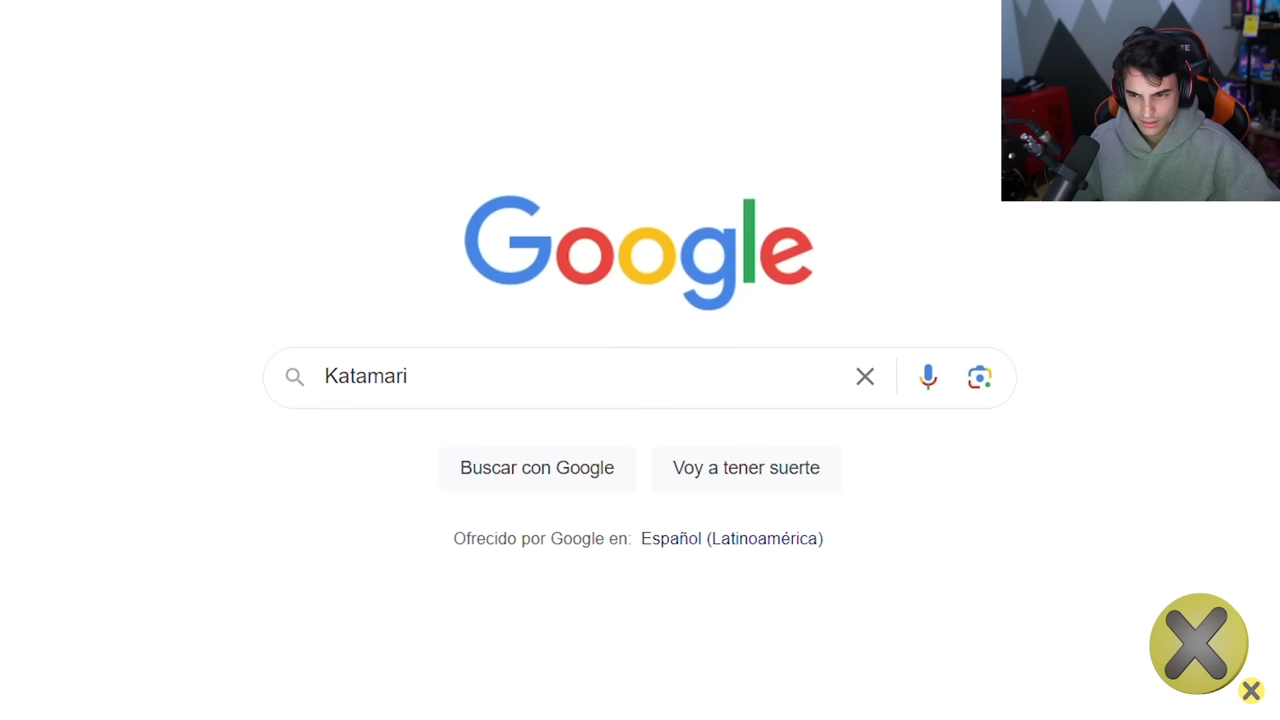 Google
Katamari
Buscar con Google
Voy a tener suerte
Ofrecido por Google en: Español (Latinoamérica)